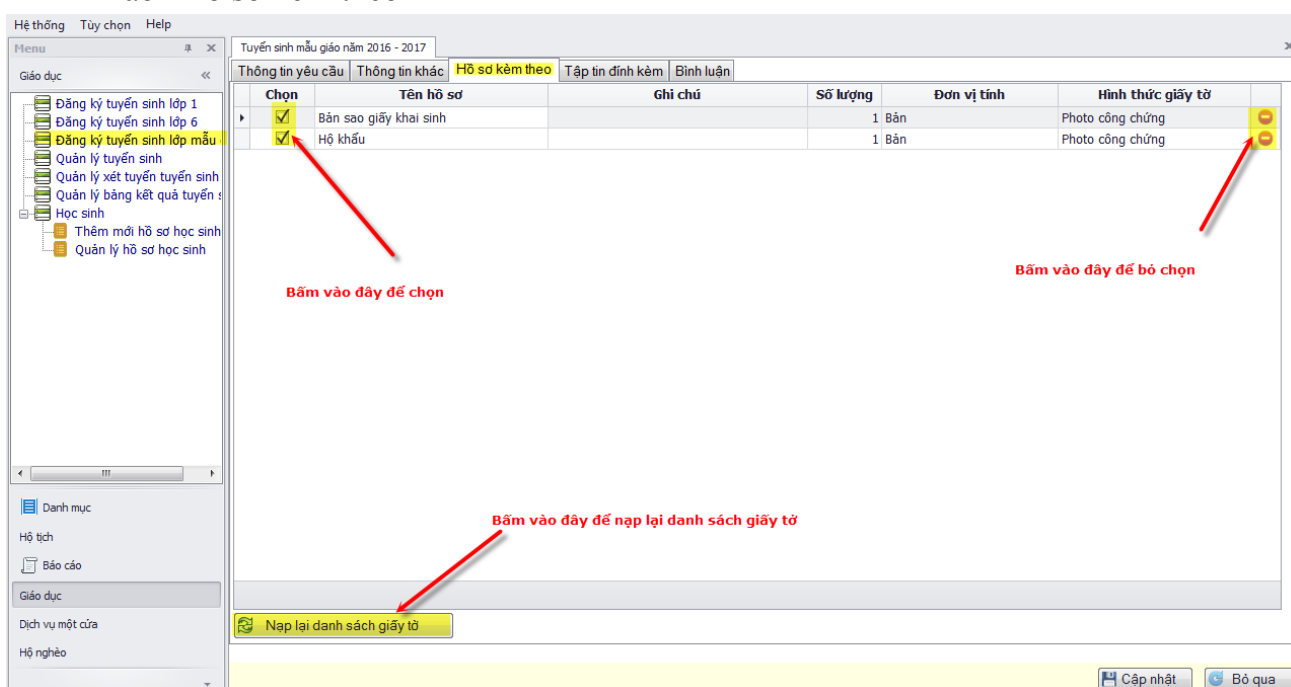 Hệ thống Tùy chọn Help
Menu
Tuyển sinh mẫu giáo năm 2016 - 2017
Giáo dục
Thông tin yêu cầu Thông tin khác Hồ sơ kèm theo Tập tin đính kèm Bình luận
Chọn Tên hồ sơ Ghi chú Số lượng Đơn vị tính Hình thức giấy tờ
Bản sao giấy khai sinh 1 Bản Photo công chứng
Hộ khẩu 1 Bản Photo công chứng
Đăng ký tuyển sinh lớp 1
Đăng ký tuyển sinh lớp 6
Đăng ký tuyển sinh lớp mẫu
Quản lý tuyển sinh
Quản lý xét tuyển tuyển sinh
Quản lý bảng kết quả tuyển
Học sinh
Thêm mới hồ sơ học sinh
Quản lý hồ sơ học sinh
Bấm vào đây để chọn
Bấm vào đây để bỏ chọn
Bấm vào đây để nạp lại danh sách giấy tờ
Danh mục
Hộ tịch
Báo cáo
Giáo dục
Dịch vụ một cửa
Hộ nghèo
Nạp lại danh sách giấy tờ
Cập nhật Bỏ qua